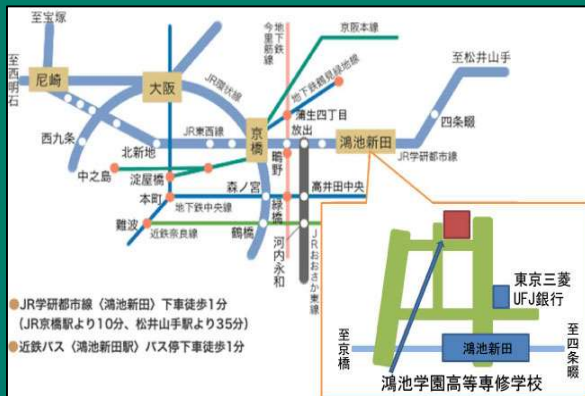 至宝塚
至西明石
尼崎
大阪
JR環状線
京阪本線
地下鉄今里筋線
地下鉄鶴見緑地線
蒲生四丁目
至松井山手
京橋
放出
鴻池新田
四条畷
西九条
北新地
JR東西線
鴫野
JR学研都市線
中之島
淀屋橋
森ノ宮
緑橋
高井田中央
本町
地下鉄中央線
難波
近鉄奈良線
鶴橋
河内永和
JRおおさか東線
●JR学研都市線〈鴻池新田〉下車徒歩1分
(JR京橋駅より10分、松井山手駅より35分)
●近鉄バス〈鴻池新田駅〉バス停下車徒歩1分
東京三菱
UFJ銀行
至京橋
鴻池新田
至四条畷
鴻池学園高等専修学校